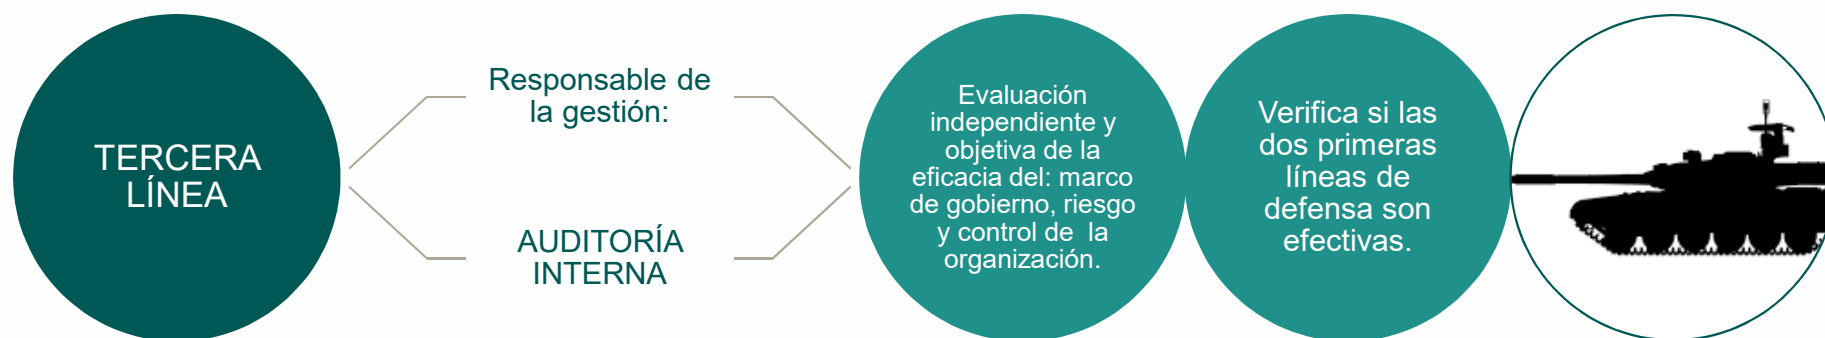 TERCERA
LÍNEA
Responsable de
la gestión:
AUDITORÍA
INTERNA
Evaluación
independiente y
objetiva de la
eficacia del: marco
de gobierno, riesgo
y control de  la
organización.
Verifica si las
dos primeras
líneas de
defensa son
efectivas.